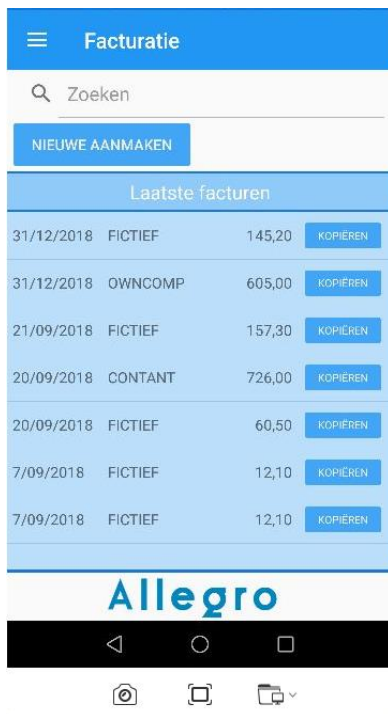 Facturatie
Zoeken
NIEUWE AANMAKEN
Laatste facturen
31/12/2018 FICTIEF 145,20 KOPIËREN
31/12/2018 OWNCOMP 605,00 KOPIËREN
21/09/2018 FICTIEF 157,30 KOPIËREN
20/09/2018 CONTANT 726,00 KOPIËREN
20/09/2018 FICTIEF 60,50 KOPIËREN
7/09/2018 FICTIEF 12,10 KOPIËREN
7/09/2018 FICTIEF 12,10 KOPIËREN
Allegro